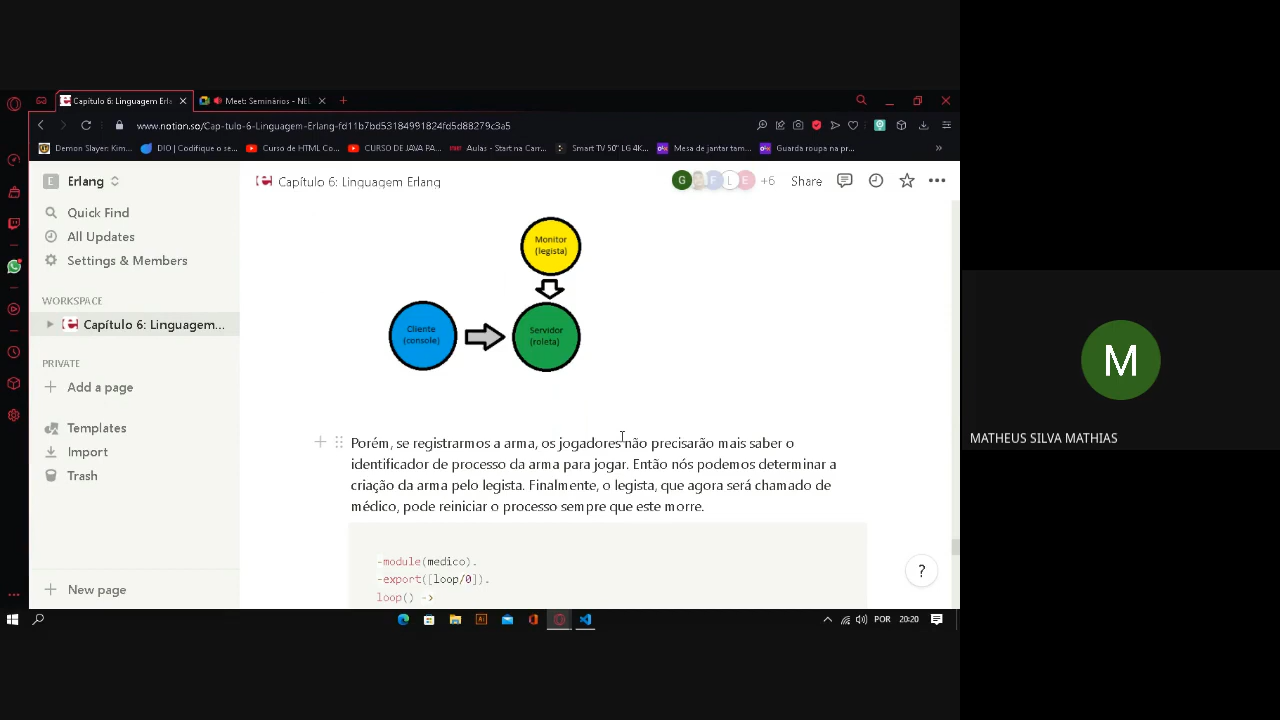 Capítulo 6: Linguagem Erla
Meet: Seminários - NEL
www.notion.so/Cap-tulo-6-Linguagem-Erlang-fd11b7bd53184991824fd5d88279c3a5
Demon Slayer: Kim...
DIO | Codifique o se...
Curso de HTML Co...
CURSO DE JAVA PA...
Aulas - Start na Carr...
Smart TV 50" LG 4K...
Mesa de jantar tam...
Guarda roupa na pr...
»
E Erlang
Quick Find
All Updates
Settings & Members
WORKSPACE
Capítulo 6: Linguagem...
PRIVATE
Add a page
Templates
Import
Trash
New page
Capítulo 6: Linguagem Erlang
G F L E +6 Share
Monitor
(legista)
Cliente
(console)
Servidor
(roleta)
Porém, se registrarmos a arma, os jogadores não precisarão mais saber o
identificador de processo da arma para jogar. Então nós podemos determinar a
criação da arma pelo legista. Finalmente, o legista, que agora será chamado de
médico, pode reiniciar o processo sempre que este morre.
-module(medico).
-export([loop/0]).
loop() ->
?
POR 20:20
M
MATHEUS SILVA MATHIAS